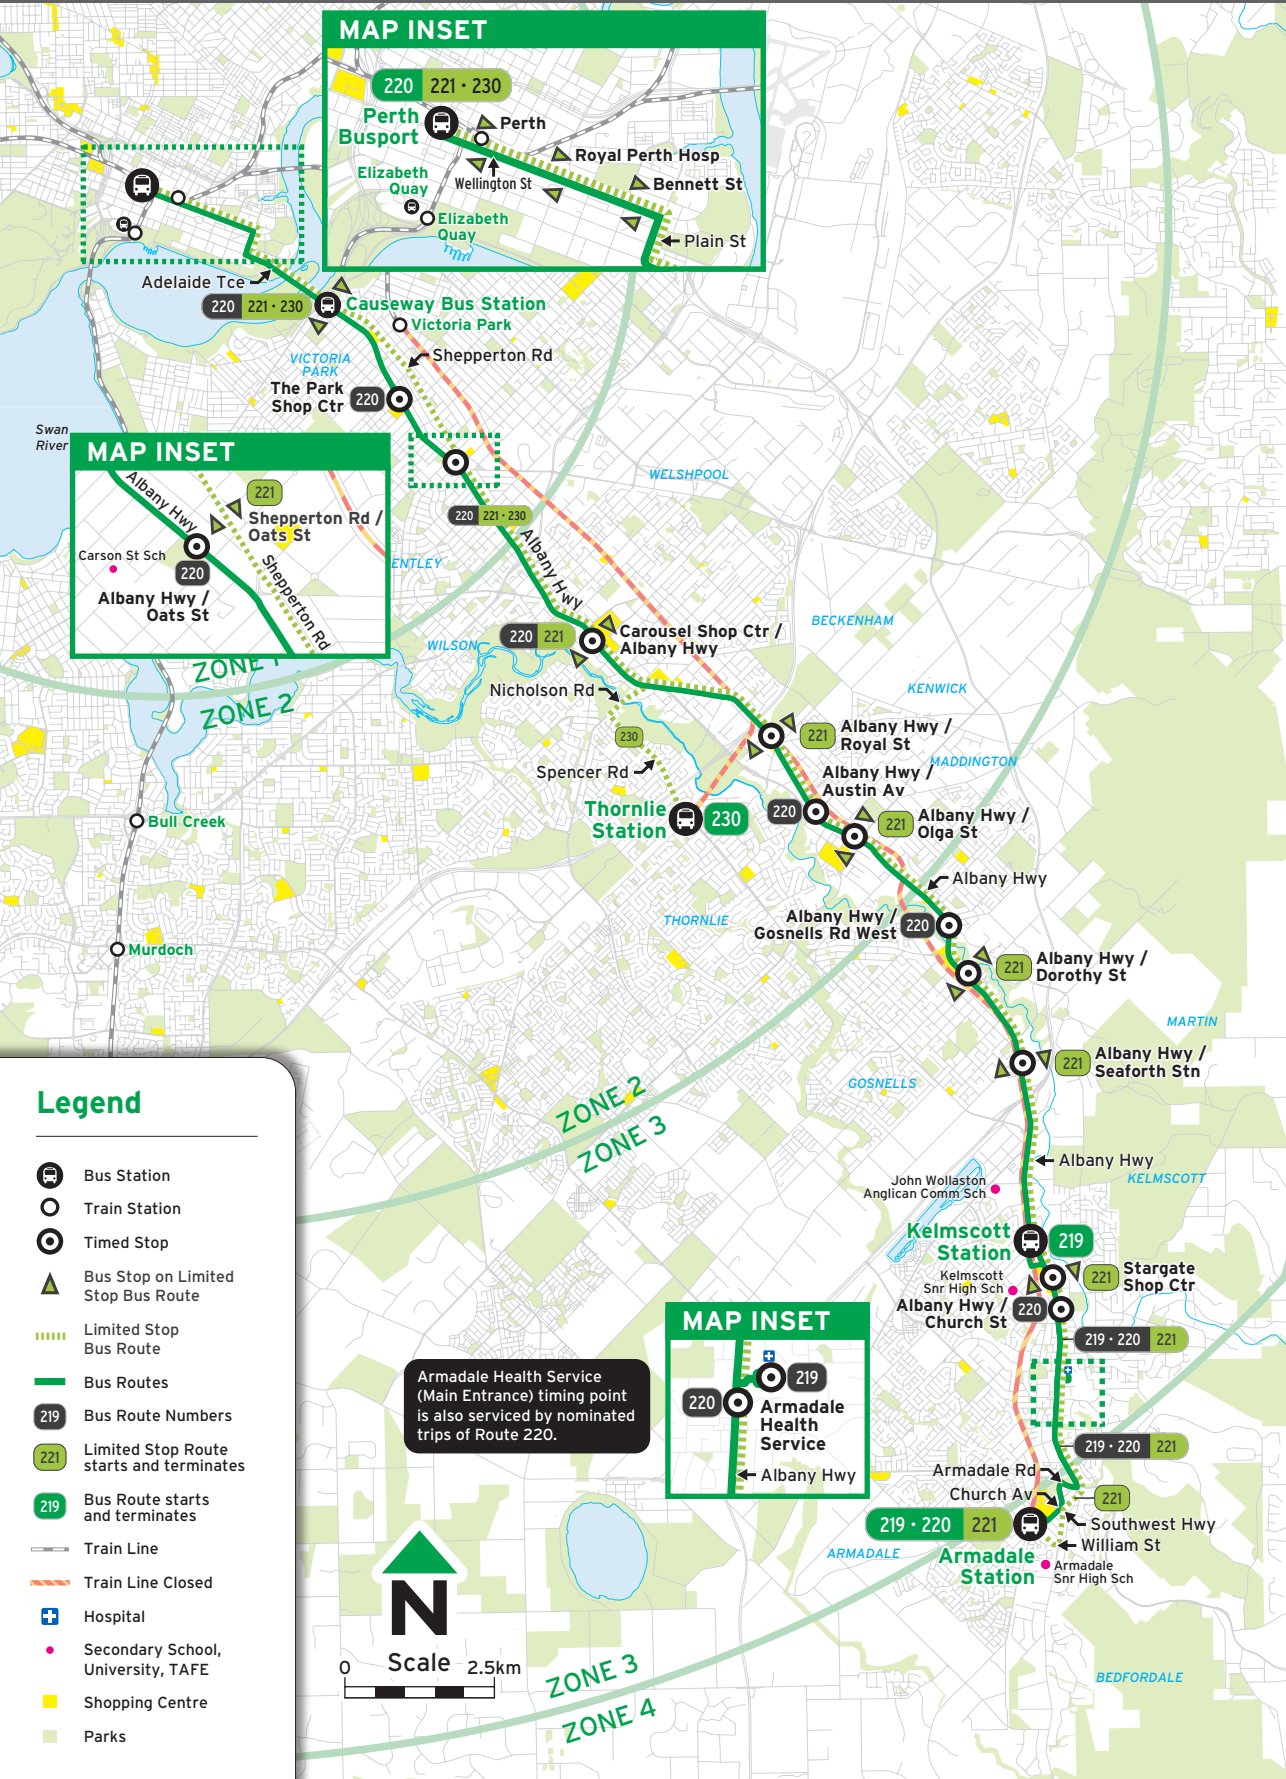 MAP INSET
220 221 • 230
Perth
Busport
Perth
Royal Perth Hosp
Elizabeth
Quay
Wellington St
Bennett St
Elizabeth
Quay
Plain St
Adelaide Tce
220 221 • 230
Causeway Bus Station
Victoria Park
VICTORIA
PARK
Shepperton Rd
The Park
Shop Ctr
220
Swan
River
MAP INSET
Albany Hwy
221
Shepperton Rd /
Oats St
Carson St Sch
220
Shepperton Rd
Albany Hwy /
Oats St
WELSHPOOL
220 221 • 230
Albany Hwy
ENTLEY
ZONE 1
ZONE 2
WILSON
220 221
Carousel Shop Ctr /
Albany Hwy
BECKENHAM
KENWICK
Nicholson Rd
230
Spencer Rd
221
Albany Hwy /
Royal St
MADDINGTON
Albany Hwy /
Austin Av
Thornlie
Station
230
220
221
Albany Hwy /
Olga St
Bull Creek
Albany Hwy
THORNLIE
Albany Hwy /
Gosnells Rd West
220
Murdoch
221
Albany Hwy /
Dorothy St
MARTIN
221
Albany Hwy /
Seaforth Stn
GOSNELLS
ZONE 2
ZONE 3
Albany Hwy
John Wollaston
Anglican Comm Sch
KELMSCOTT
Kelmscott
Station
219
Kelmscott
Snr High Sch
221
Stargate
Shop Ctr
Albany Hwy /
Church St
220
219 • 220 221
MAP INSET
219
220
Armadale
Health
Service
Albany Hwy
Armadale Health Service
(Main Entrance) timing point
is also serviced by nominated
trips of Route 220.
219 • 220 221
Armadale Rd
Church Av
221
219 • 220 221
Southwest Hwy
William St
ARMADALE
Armadale
Station
Armadale
Snr High Sch
BEDFORDALE
ZONE 3
ZONE 4
N
Scale
0 2.5km
Legend
Bus Station
Train Station
Timed Stop
Bus Stop on Limited
Stop Bus Route
Limited Stop
Bus Route
Bus Routes
219 Bus Route Numbers
221 Limited Stop Route
starts and terminates
219 Bus Route starts
and terminates
Train Line
Train Line Closed
Hospital
Secondary School,
University, TAFE
Shopping Centre
Parks